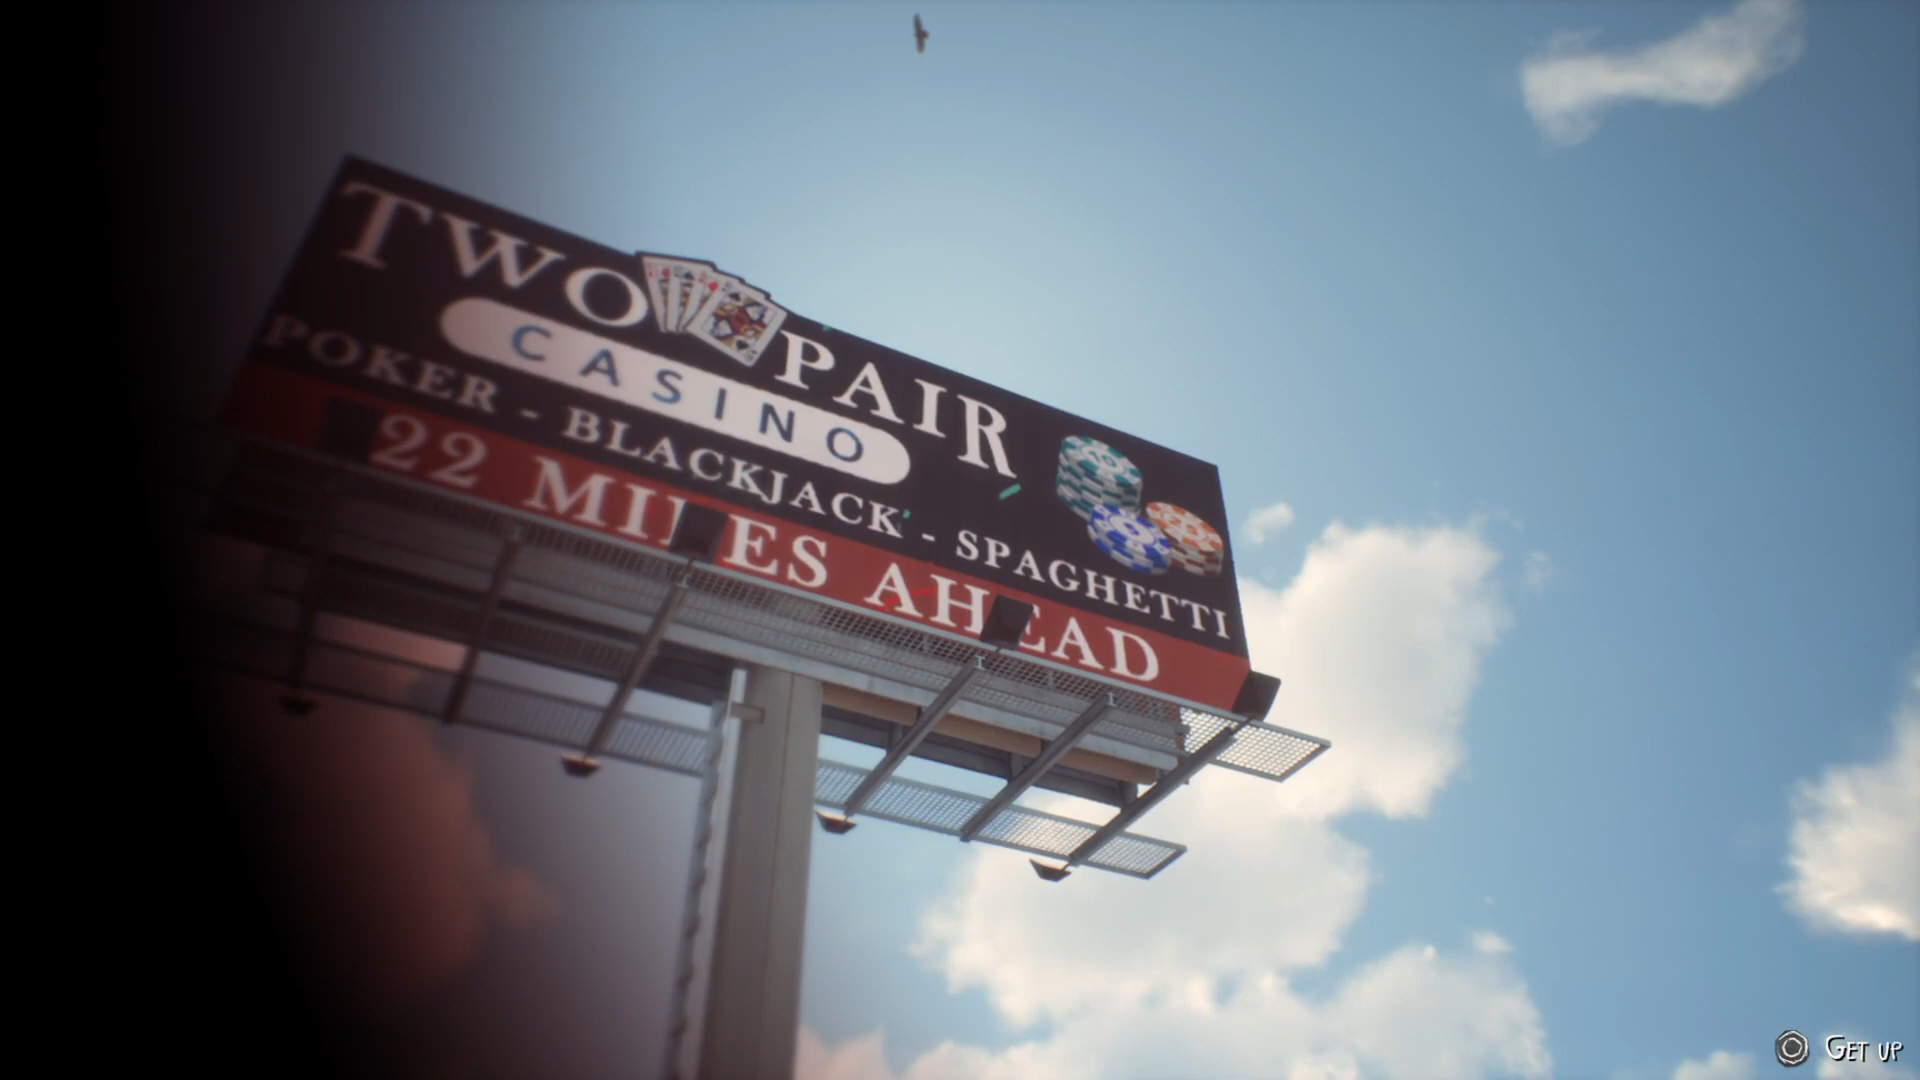 TWO PAIR
CASINO
POKER - BLACKJACK - SPAGHETTI
22 MILES AHEAD
GET UP